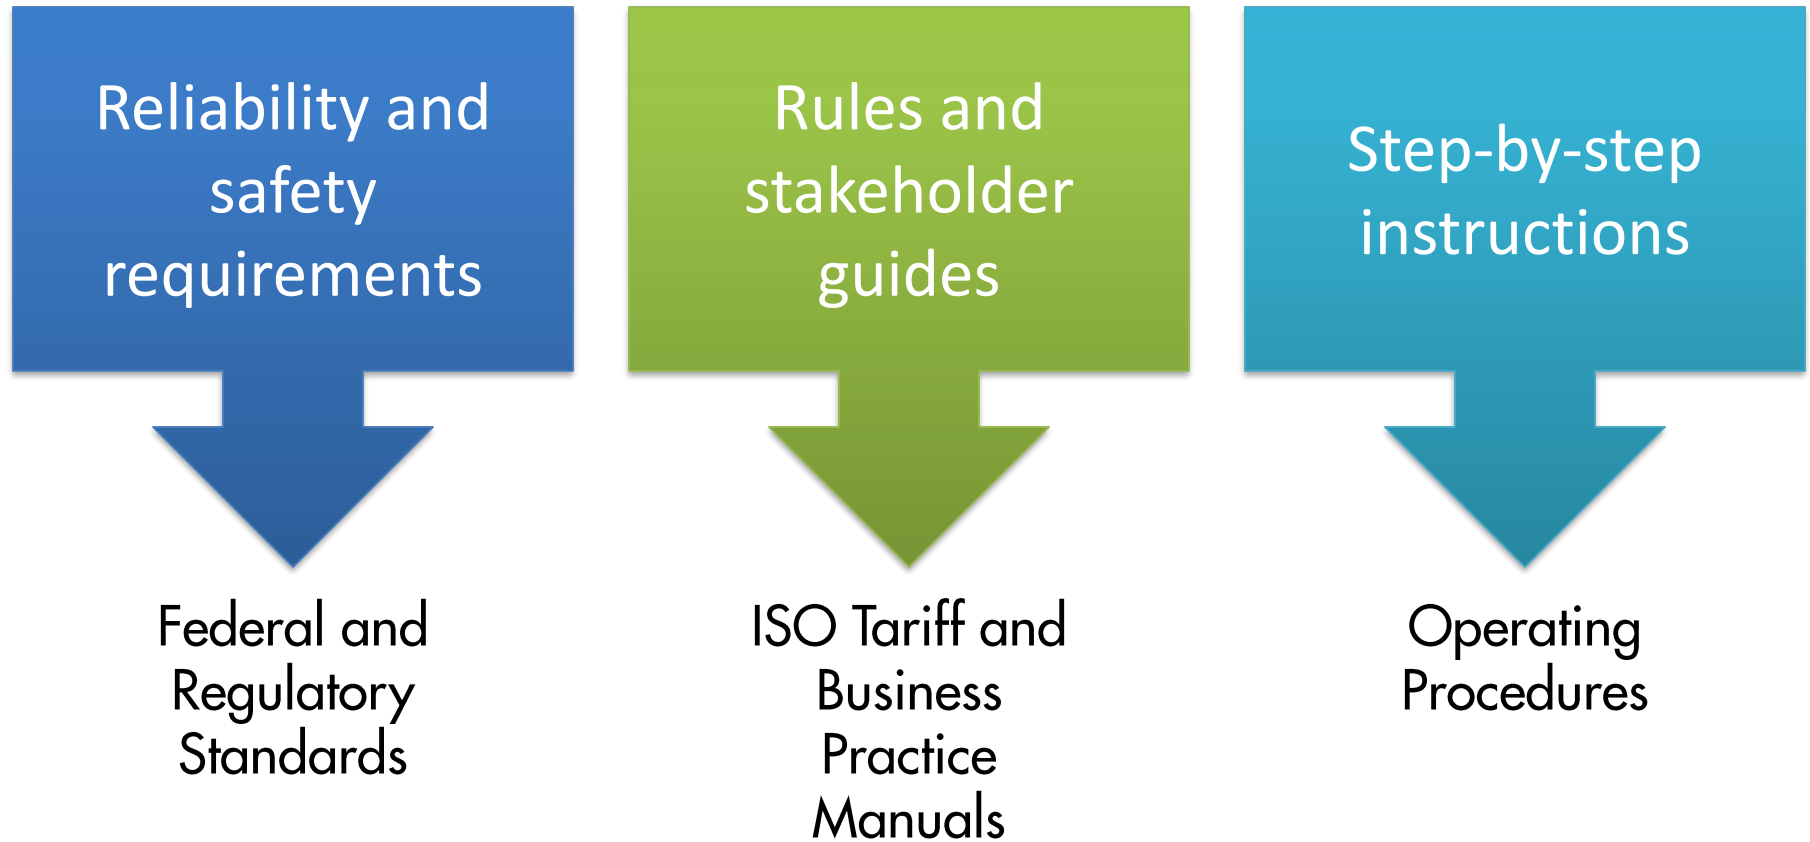 Reliability and
safety
requirements
Federal and
Regulatory
Standards
Rules and
stakeholder
guides
ISO Tariff and
Business
Practice
Manuals
Step-by-step
instructions
Operating
Procedures